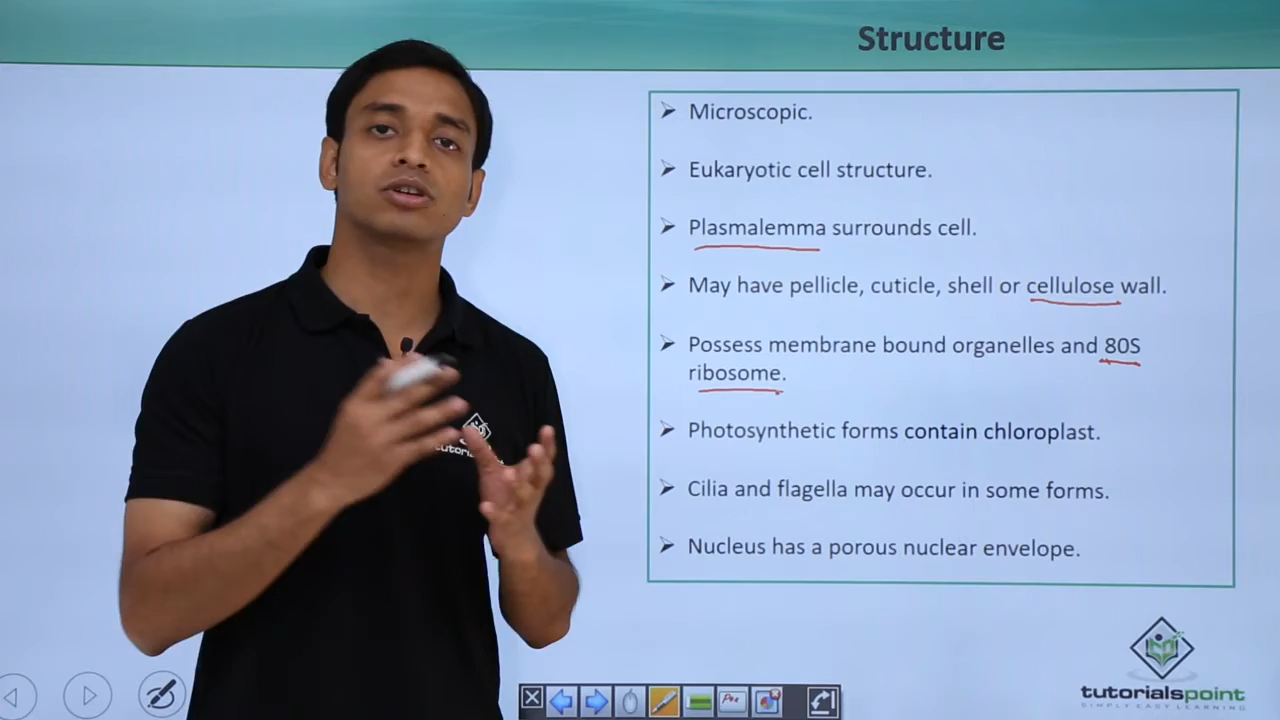 Structure
➢ Microscopic.
➢ Eukaryotic cell structure.
➢ Plasmalemma surrounds cell.
➢ May have pellicle, cuticle, shell or cellulose wall.
➢ Possess membrane bound organelles and 80S
ribosome.
➢ Photosynthetic forms contain chloroplast.
➢ Cilia and flagella may occur in some forms.
➢ Nucleus has a porous nuclear envelope.
tutorialspoint
SIMPLY EASY LEARNING